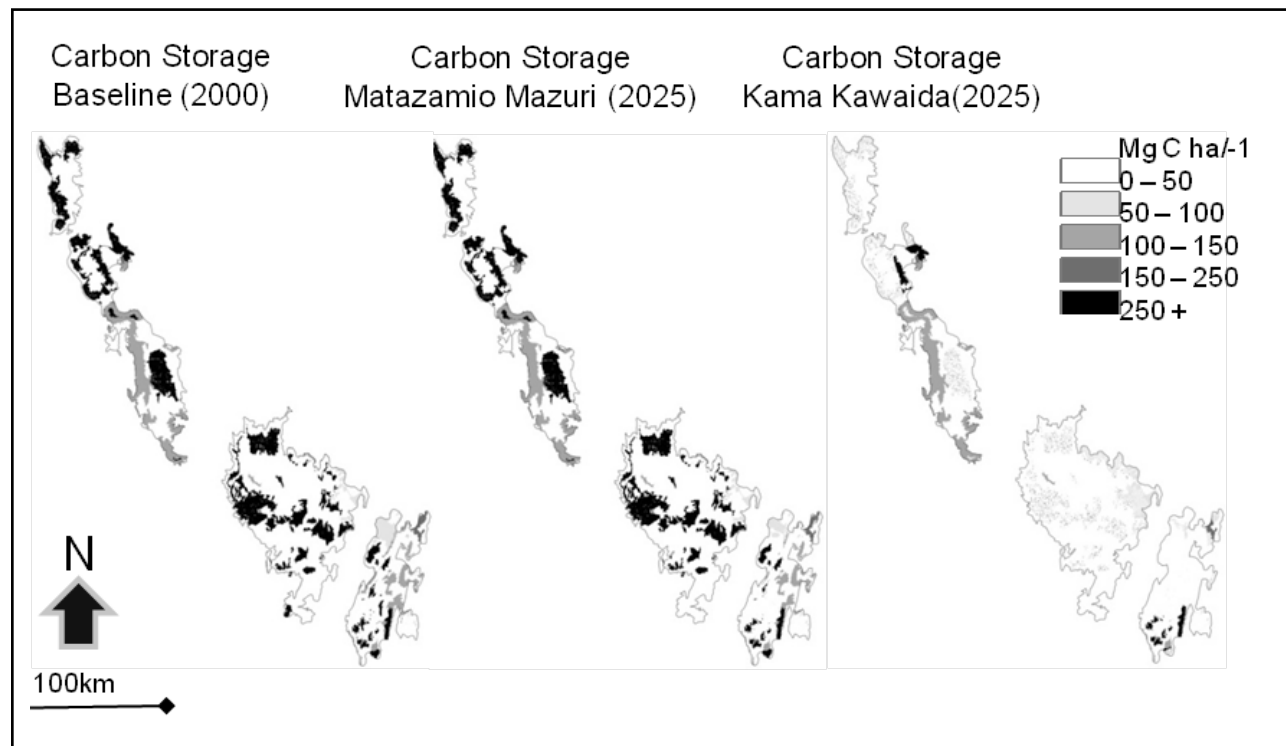 Carbon Storage
Baseline (2000)
Carbon Storage
Matazamio Mazuri (2025)
Carbon Storage
Kama Kawaida(2025)
Mg C ha/-1
0 – 50
50 – 100
100 – 150
150 – 250
250 +
N
100km